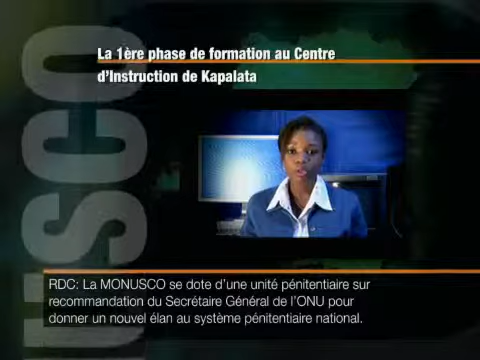 La 1ère phase de formation au Centre
d'Instruction de Kapalata
USCO
RDC: La MONUSCO se dote d'une unité pénitentiaire sur
recommandation du Secrétaire Général de l'ONU pour
donner un nouvel élan au système pénitentiaire national.